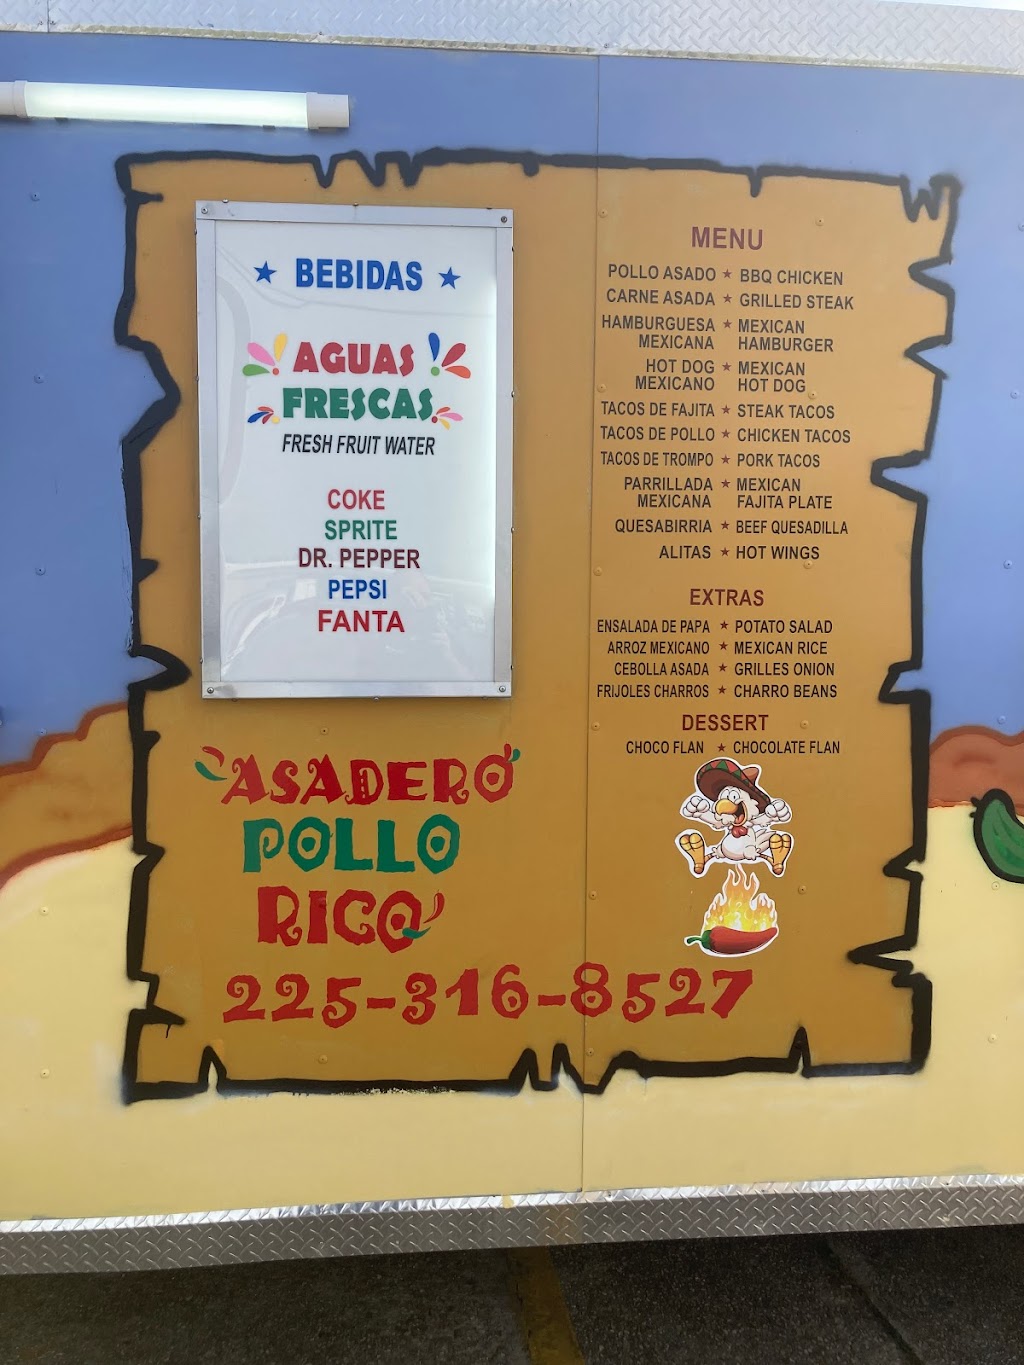 BEBIDAS
AGUAS
FRESCAS
FRESH FRUIT WATER
COKE
SPRITE
DR. PEPPER
PEPSI
FANTA
MENU
POLLO ASADO ★ BBQ CHICKEN
CARNE ASADA ★ GRILLED STEAK
HAMBURGUESA ★ MEXICAN
MEXICANA HAMBURGER
HOT DOG ★ MEXICAN
MEXICANO HOT DOG
TACOS DE FAJITA ★ STEAK TACOS
TACOS DE POLLO ★ CHICKEN TACOS
TACOS DE TROMPO ★ PORK TACOS
PARRILLADA ★ MEXICAN
MEXICANA FAJITA PLATE
QUESABIRRIA ★ BEEF QUESADILLA
ALITAS ★ HOT WINGS
EXTRAS
ENSALADA DE PAPA ★ POTATO SALAD
ARROZ MEXICANO ★ MEXICAN RICE
CEBOLLA ASADA ★ GRILLES ONION
FRIJOLES CHARROS ★ CHARRO BEANS
DESSERT
CHOCO FLAN ★ CHOCOLATE FLAN
ASADERO
POLLO
RICO
225-316-8527